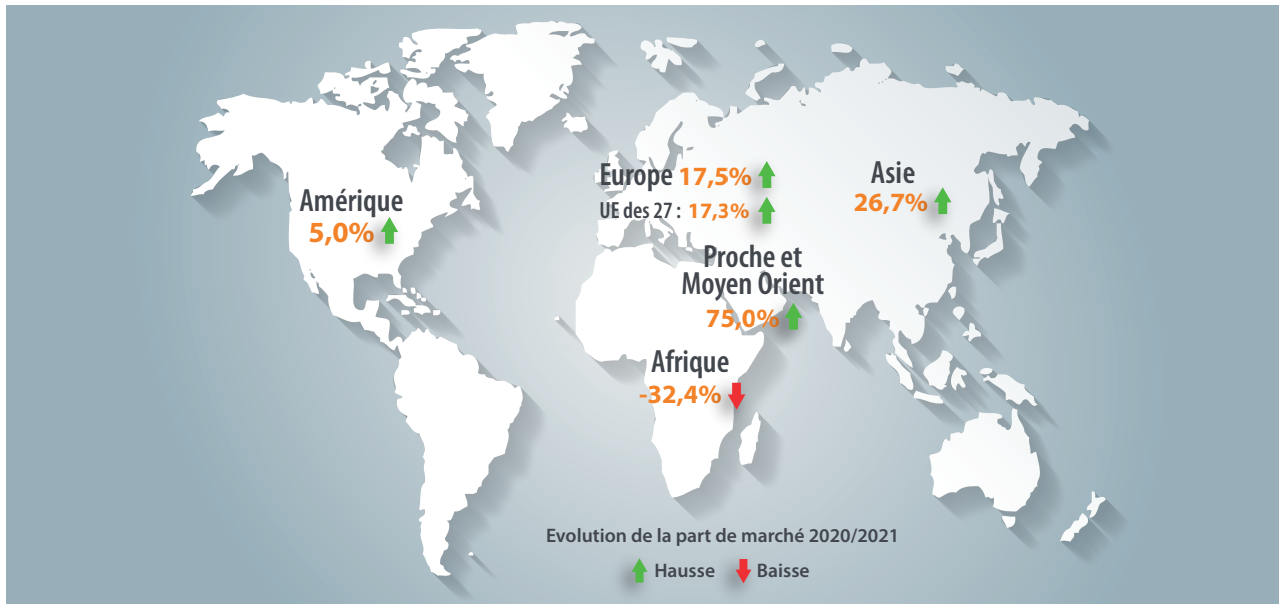 Amérique
5,0%
Europe 17,5%
UE des 27 : 17,3%
Asie
26,7%
Proche et
Moyen Orient
75,0%
Afrique
-32,4%
Evolution de la part de marché 2020/2021
Hausse Baisse